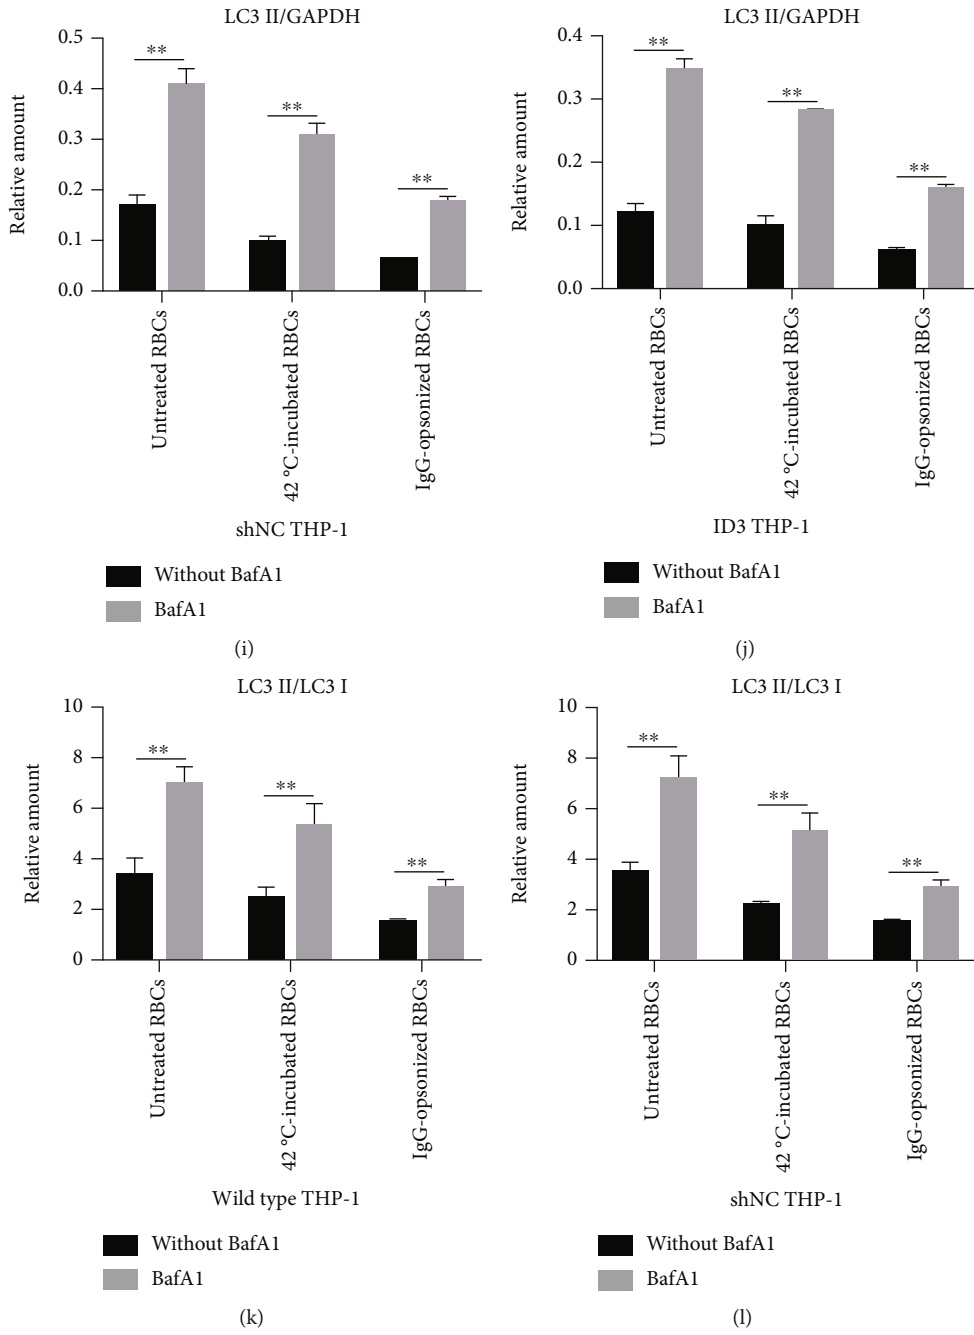 LC3 II/GAPDH
Relative amount
0.5
0.4
0.3
0.2
0.1
0.0
**
**
**
Untreated RBCs
42 °C-incubated RBCs
IgG-opsonized RBCs
shNC THP-1
Without BafA1
BafA1
(i)
LC3 II/GAPDH
Relative amount
0.4
0.3
0.2
0.1
0.0
**
**
**
Untreated RBCs
42 °C-incubated RBCs
IgG-opsonized RBCs
ID3 THP-1
Without BafA1
BafA1
(j)
LC3 II/LC3 I
Relative amount
10
8
6
4
2
0
**
**
**
Untreated RBCs
42 °C-incubated RBCs
IgG-opsonized RBCs
Wild type THP-1
Without BafA1
BafA1
(k)
LC3 II/LC3 I
Relative amount
10
8
6
4
2
0
**
**
**
Untreated RBCs
42 °C-incubated RBCs
IgG-opsonized RBCs
shNC THP-1
Without BafA1
BafA1
(l)